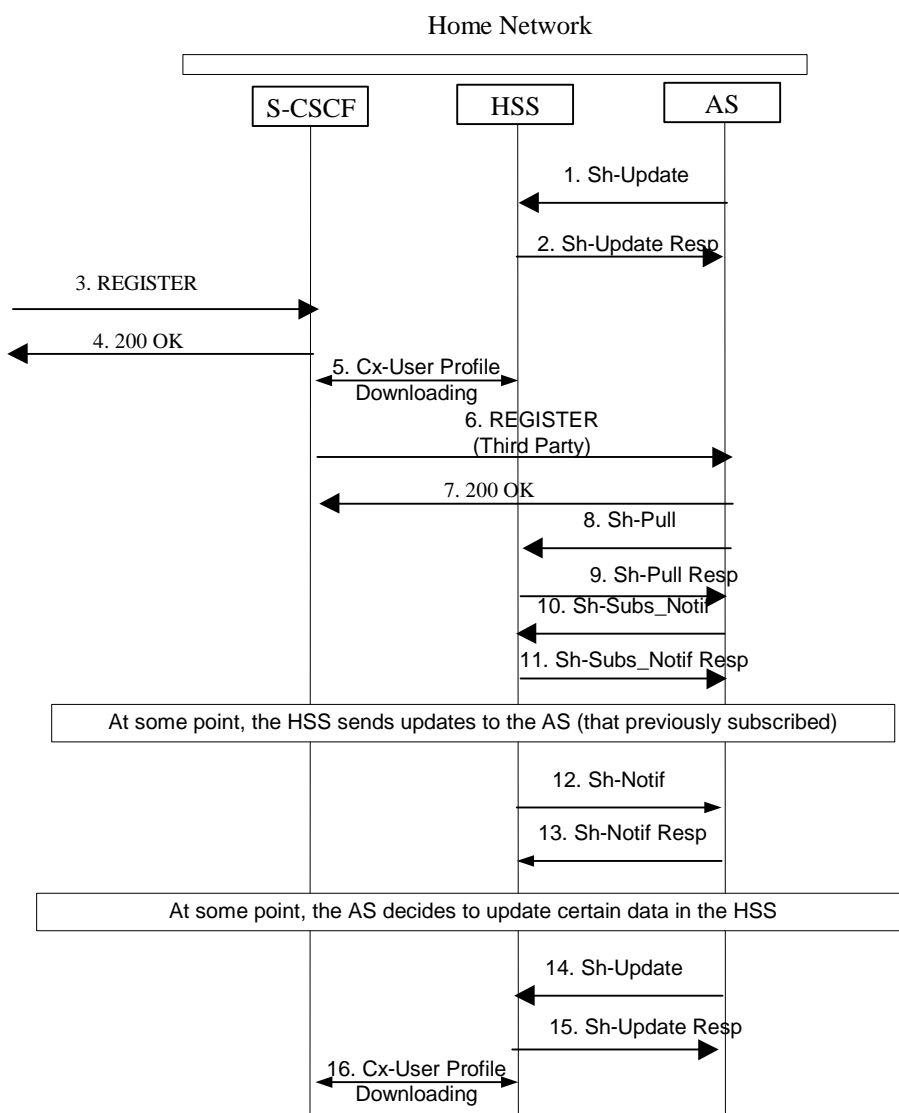 Home Network
S-CSCF
HSS
AS
1. Sh-Update
2. Sh-Update Resp
3. REGISTER
4. 200 OK
5. Cx-User Profile
Downloading
6. REGISTER
(Third Party)
7. 200 OK
8. Sh-Pull
9. Sh-Pull Resp
10. Sh-Subs_Notif
11. Sh-Subs_Notif Resp
At some point, the HSS sends updates to the AS (that previously subscribed)
12. Sh-Notif
13. Sh-Notif Resp
At some point, the AS decides to update certain data in the HSS
14. Sh-Update
15. Sh-Update Resp
16. Cx-User Profile
Downloading